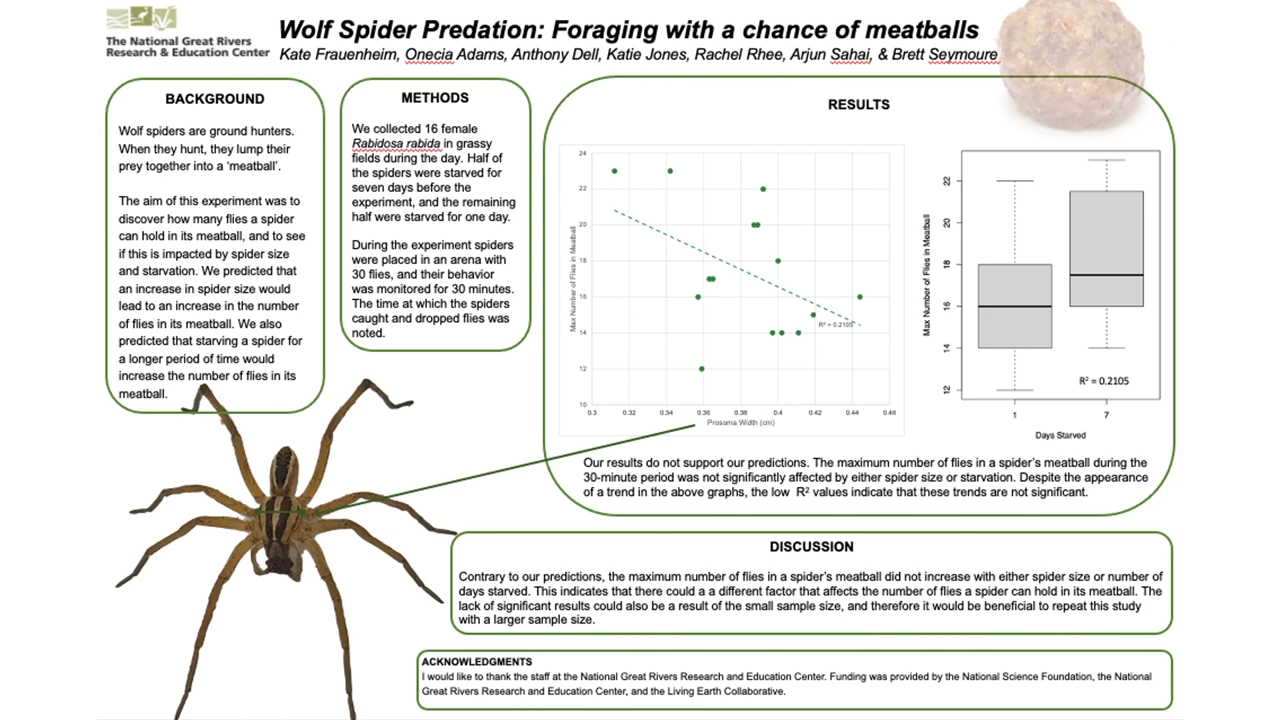 The National Great Rivers
Research & Education Center
Wolf Spider Predation: Foraging with a chance of meatballs
Kate Frauenheim, Onecia Adams, Anthony Dell, Katie Jones, Rachel Rhee, Arjun Sahai, & Brett Seymoure
BACKGROUND
Wolf spiders are ground hunters.
When they hunt, they lump their
prey together into a ‘meatball’.
The aim of this experiment was to
discover how many flies a spider
can hold in its meatball, and to see
if this is impacted by spider size
and starvation. We predicted that
an increase in spider size would
lead to an increase in the number
of flies in its meatball. We also
predicted that starving a spider for
a longer period of time would
increase the number of flies in its
meatball.
METHODS
We collected 16 female
Rabidosa rabida in grassy
fields during the day. Half of
the spiders were starved for
seven days before the
experiment, and the remaining
half were starved for one day.
During the experiment spiders
were placed in an arena with
30 flies, and their behavior
was monitored for 30 minutes.
The time at which the spiders
caught and dropped flies was
noted.
RESULTS
Max Number of Flies in Meatball
24
22
20
18
16
14
12
10
R² = 0.2105
0.3 0.32 0.34 0.36 0.38 0.4 0.42 0.44 0.46
Prosoma Width (cm)
Max Number of Flies in Meatball
22
20
18
16
14
12
R² = 0.2105
1 7
Days Starved
Our results do not support our predictions. The maximum number of flies in a spider’s meatball during the
30-minute period was not significantly affected by either spider size or starvation. Despite the appearance
of a trend in the above graphs, the low R² values indicate that these trends are not significant.
DISCUSSION
Contrary to our predictions, the maximum number of flies in a spider’s meatball did not increase with either spider size or number of
days starved. This indicates that there could a a different factor that affects the number of flies a spider can hold in its meatball. The
lack of significant results could also be a result of the small sample size, and therefore it would be beneficial to repeat this study
with a larger sample size.
ACKNOWLEDGMENTS
I would like to thank the staff at the National Great Rivers Research and Education Center. Funding was provided by the National Science Foundation, the National
Great Rivers Research and Education Center, and the Living Earth Collaborative.